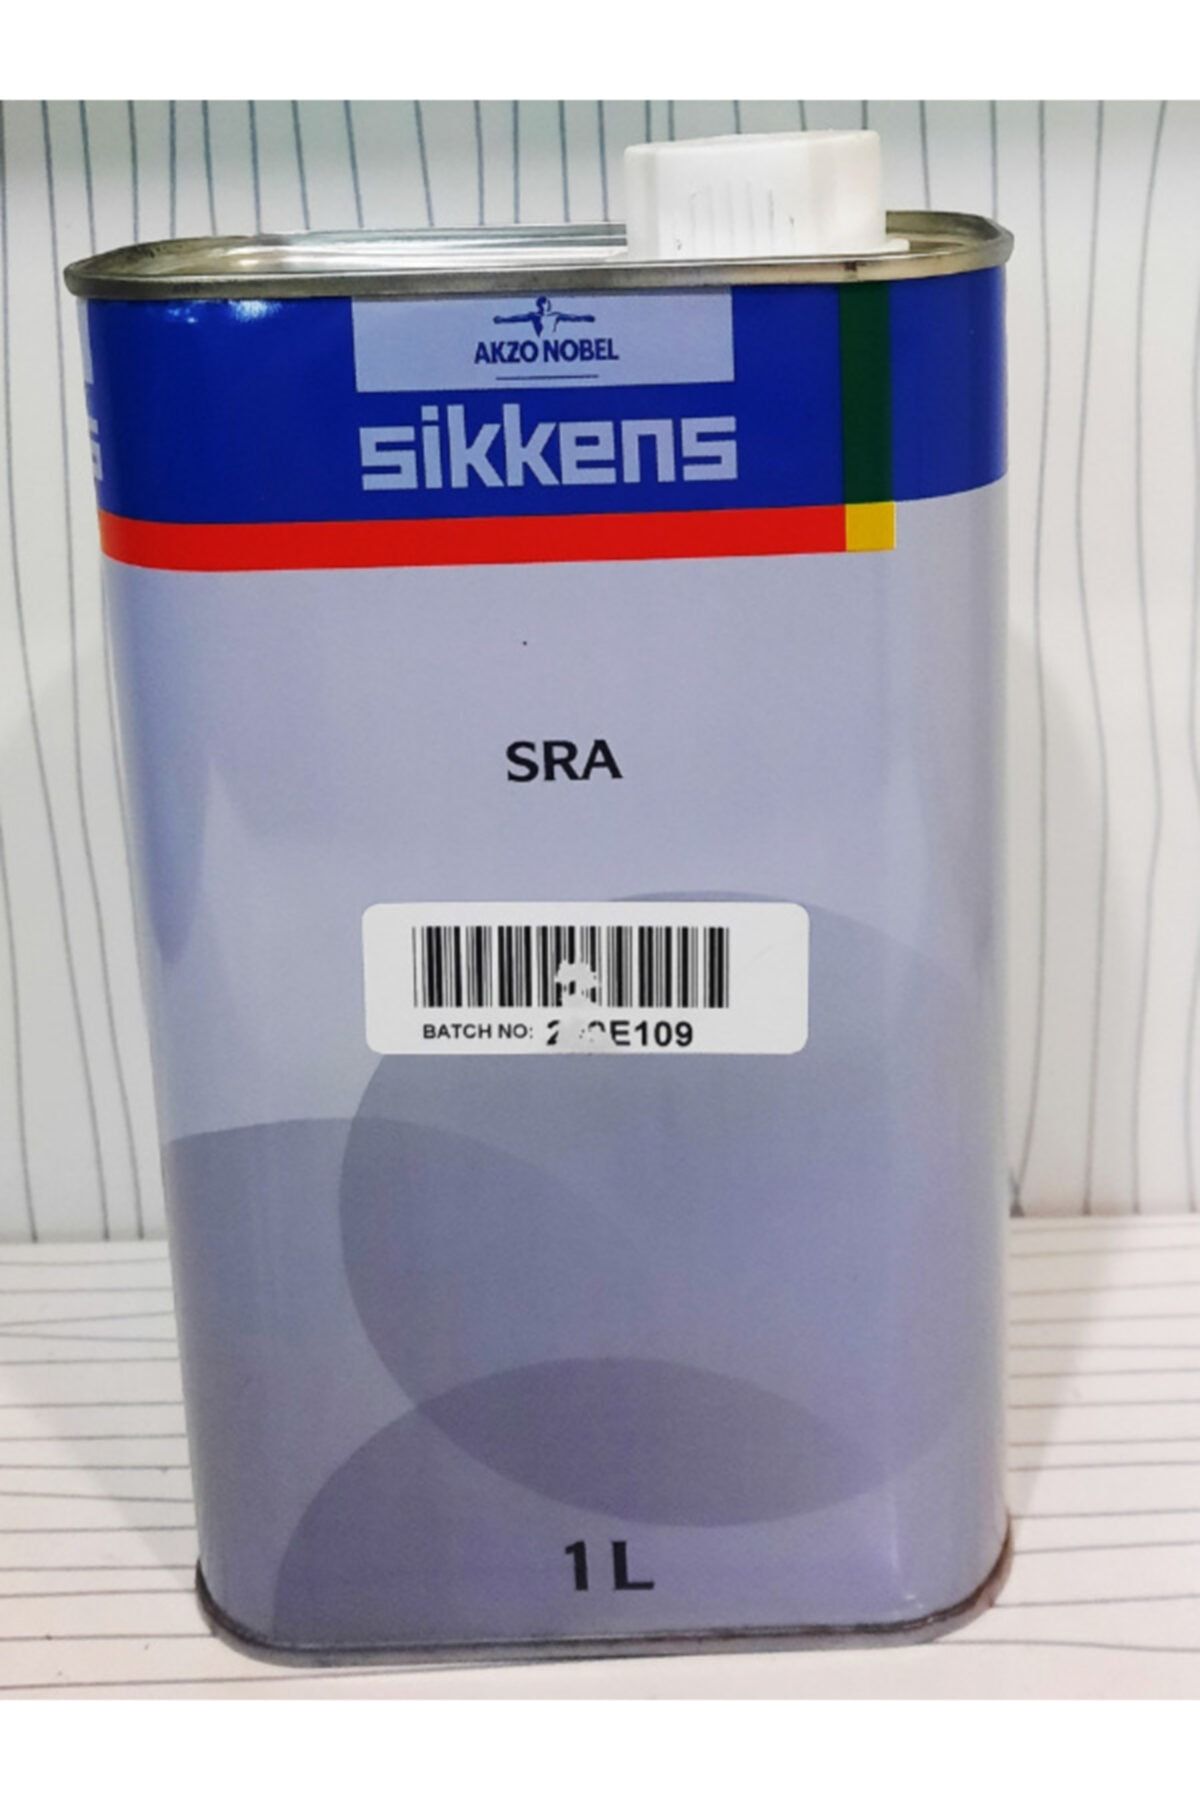 AKZO NOBEL
sikkens
SRA
BATCH NO:
1 L